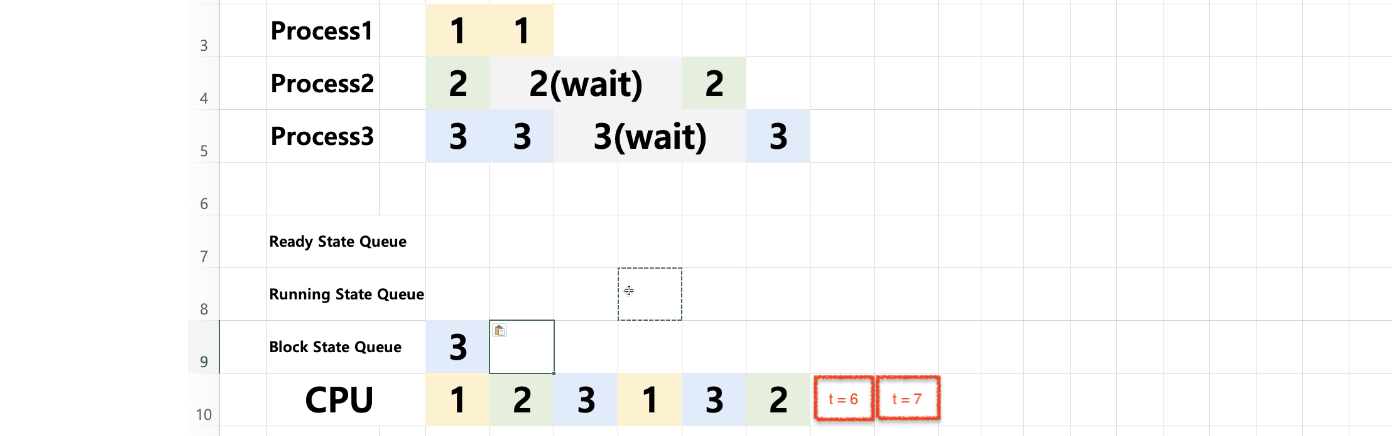 3 Process1 1 1
4 Process2 2 2(wait) 2
5 Process3 3 3 3(wait) 3
6
7 Ready State Queue
8 Running State Queue
9 Block State Queue 3
10 CPU 1 2 3 1 3 2 t = 6 t = 7